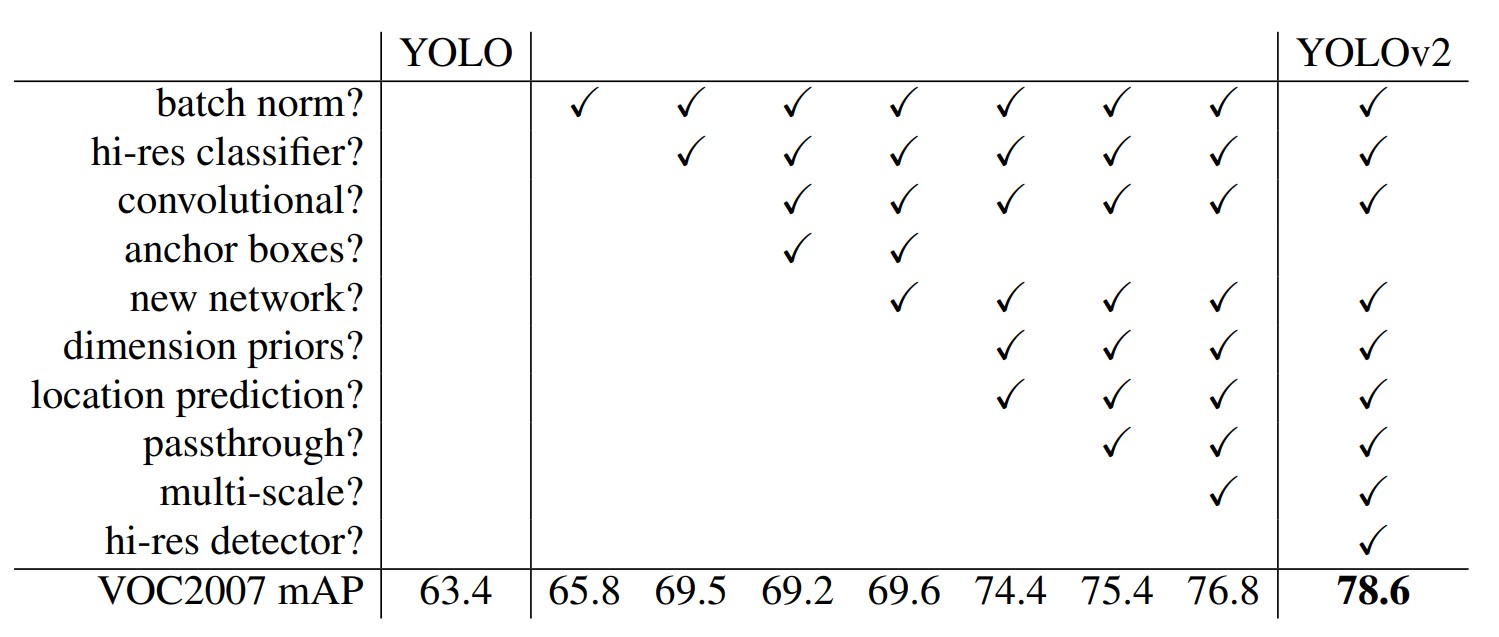 YOLO YOLOv2
batch norm? ✓ ✓ ✓ ✓ ✓ ✓ ✓ ✓
hi-res classifier? ✓ ✓ ✓ ✓ ✓ ✓ ✓
convolutional? ✓ ✓ ✓ ✓ ✓ ✓
anchor boxes? ✓ ✓
new network? ✓ ✓ ✓ ✓ ✓
dimension priors? ✓ ✓ ✓ ✓
location prediction? ✓ ✓ ✓ ✓
passthrough? ✓ ✓ ✓
multi-scale? ✓ ✓
hi-res detector? ✓
VOC2007 mAP 63.4 65.8 69.5 69.2 69.6 74.4 75.4 76.8 78.6